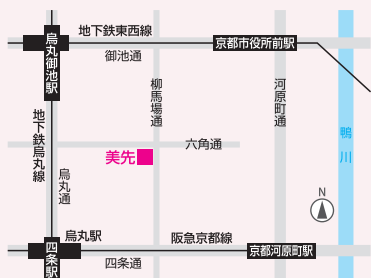 地下鉄東西線
烏丸御池駅
京都市役所前駅
御池通
柳馬場通
河原町通
鴨川
地下鉄烏丸線
六角通
美先
烏丸通
N
烏丸駅
阪急京都線
四条駅
京都河原町駅
四条通